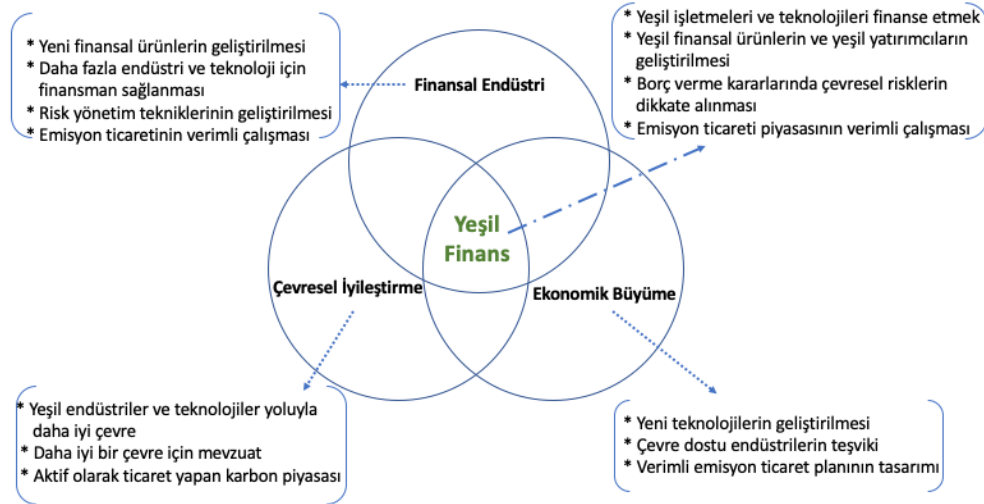 * Yeni finansal ürünlerin geliştirilmesi
* Daha fazla endüstri ve teknoloji için
finansman sağlanması
* Risk yönetim tekniklerinin geliştirilmesi
* Emisyon ticaretinin verimli çalışması
* Yeşil işletmeleri ve teknolojileri finanse etmek
* Yeşil finansal ürünlerin ve yeşil yatırımcıların
geliştirilmesi
* Borç verme kararlarında çevresel risklerin
dikkate alınması
* Emisyon ticareti piyasasının verimli çalışması
Finansal Endüstri
Yeşil
Finans
Çevresel İyileştirme
Ekonomik Büyüme
* Yeşil endüstriler ve teknolojiler yoluyla
daha iyi çevre
* Daha iyi bir çevre için mevzuat
* Aktif olarak ticaret yapan karbon piyasası
* Yeni teknolojilerin geliştirilmesi
* Çevre dostu endüstrilerin teşviki
* Verimli emisyon ticaret planının tasarımı